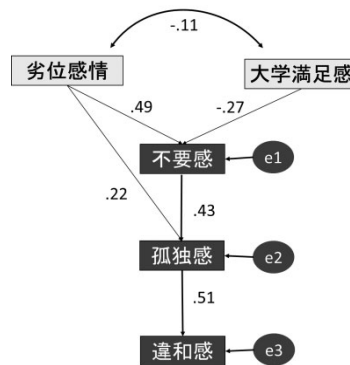 -.11
劣位感情
大学満足感
.49
-.27
不要感
e1
.22
.43
孤独感
e2
.51
違和感
e3